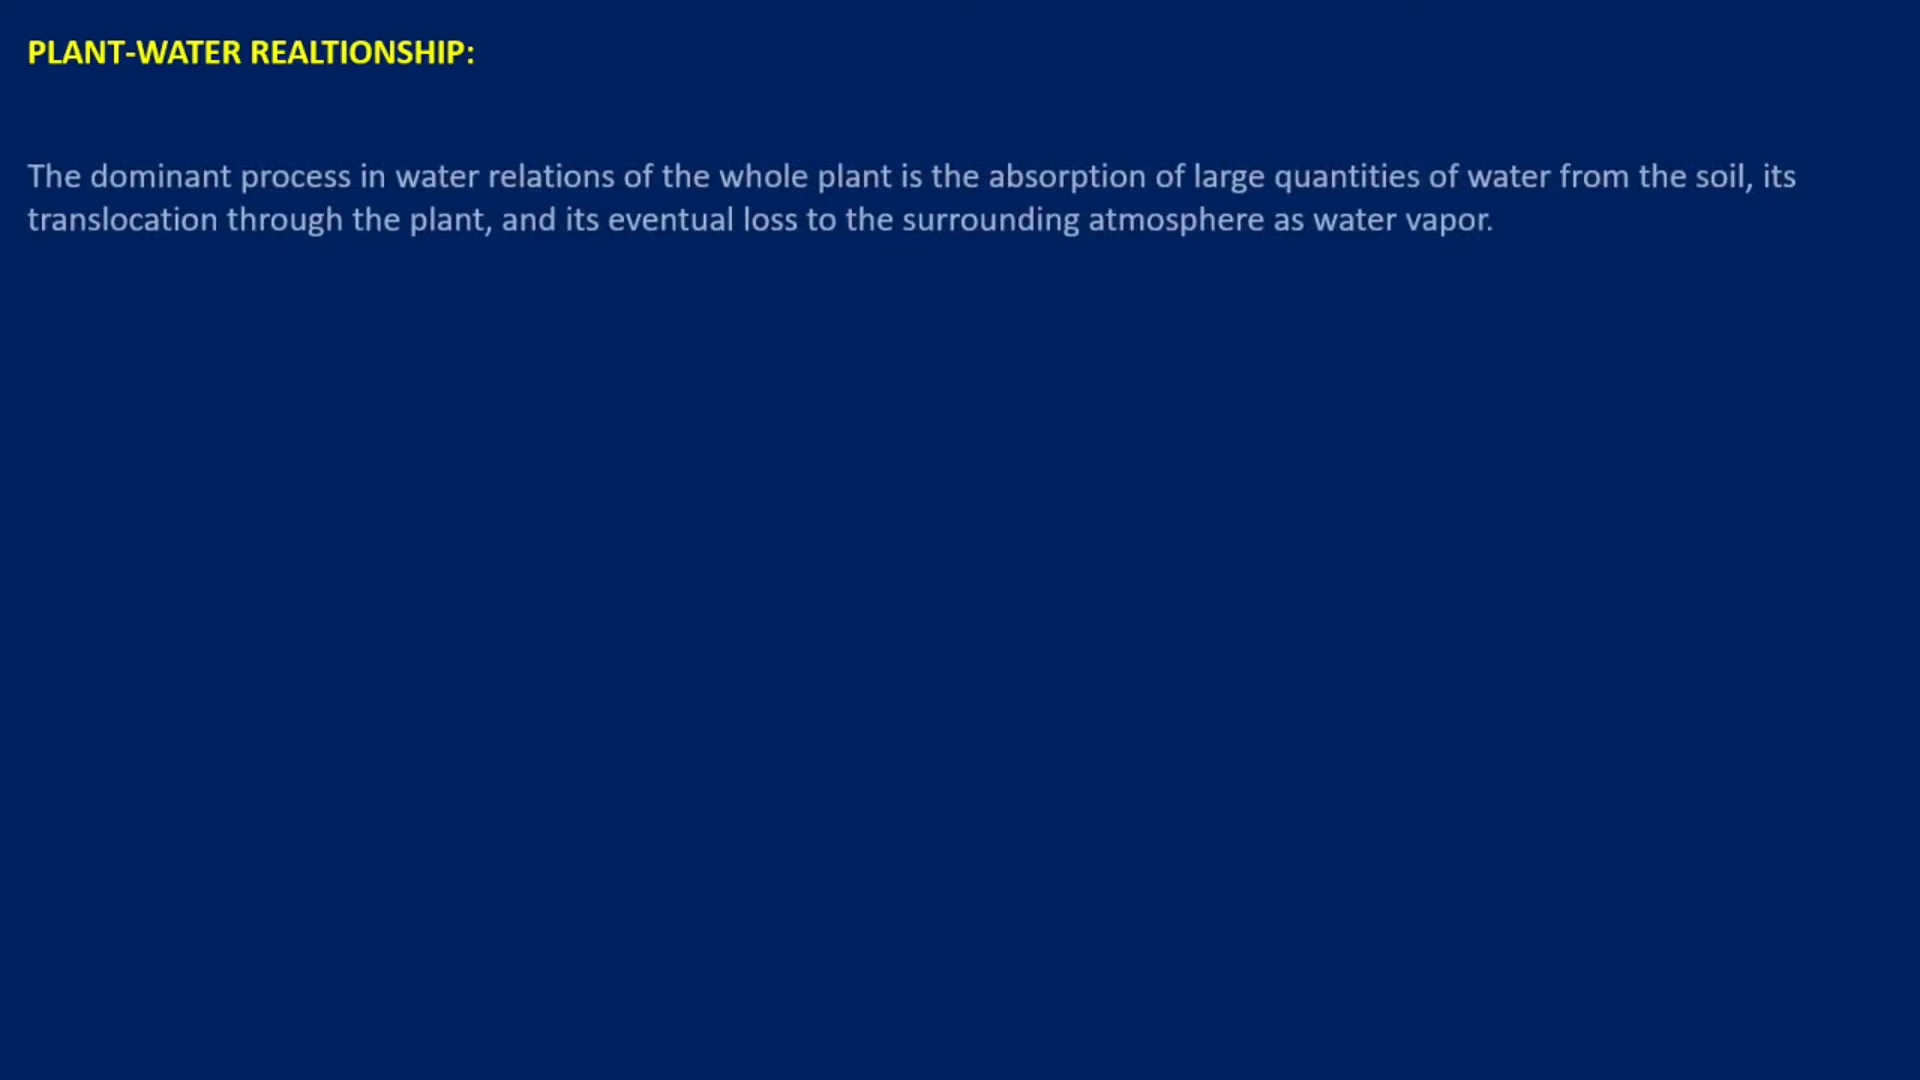 PLANT-WATER REALTIONSHIP:
The dominant process in water relations of the whole plant is the absorption of large quantities of water from the soil, its
translocation through the plant, and its eventual loss to the surrounding atmosphere as water vapor.